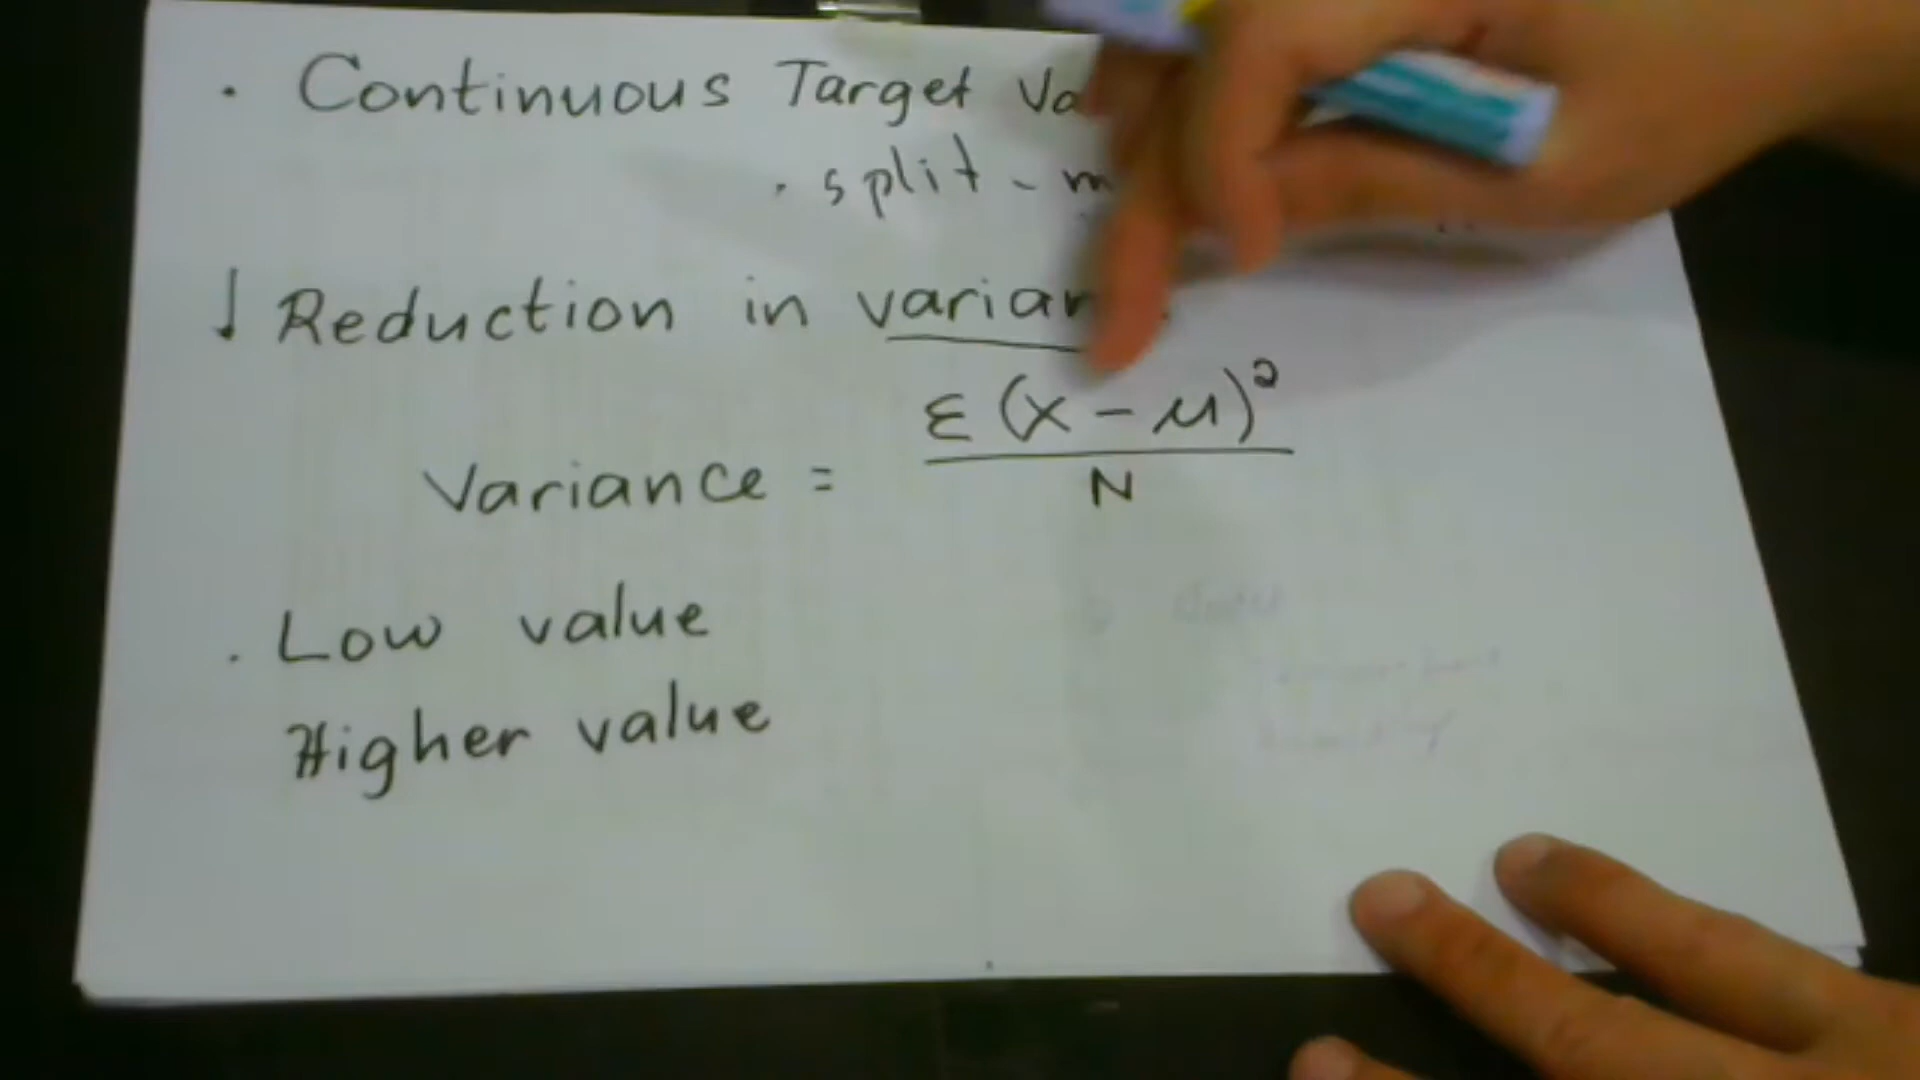 . Continuous Target Va
. split - m
↓ Reduction in varian
Variance = Σ (x - μ)²
N
. Low value
Higher value